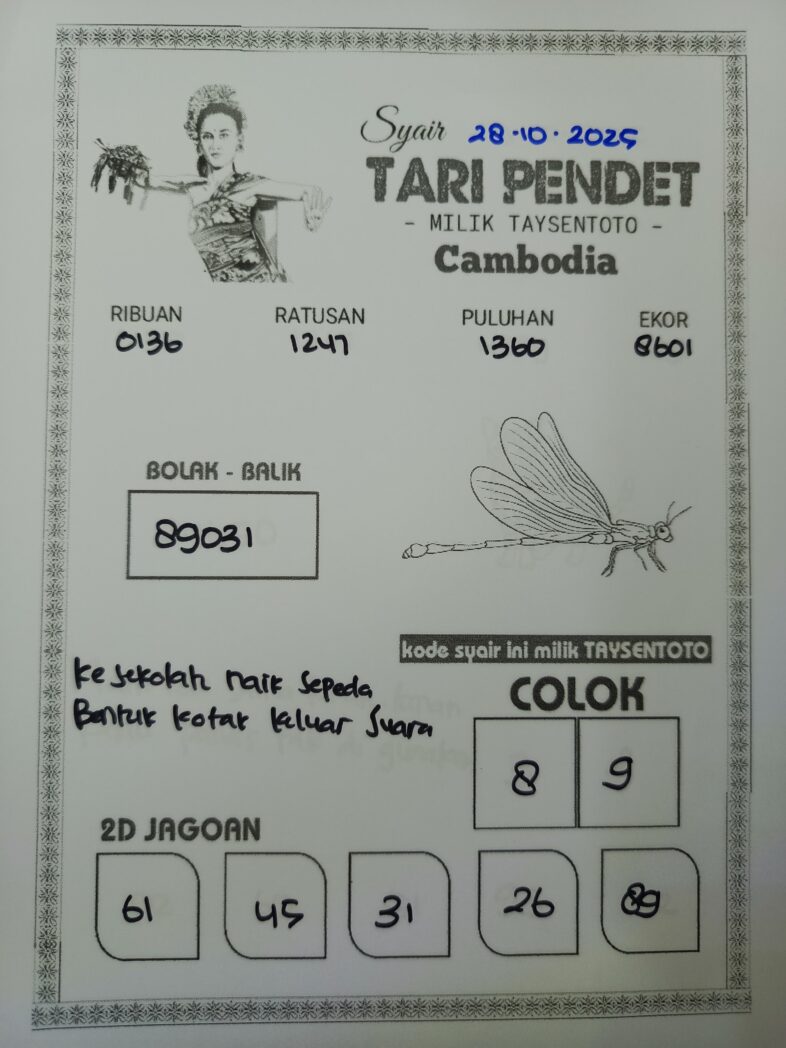 Syair 28.10.2025
TARI PENDET
- MILIK TAYSENTOTO -
Cambodia
RIBUAN RATUSAN PULUHAN EKOR
0136 1247 1360 8601
BOLAK - BALIK
89031
kode syair ini milik TAYSENTOTO
Ke sekolah naik sepeda
Bentuk kotak keluar suara
COLOK
8 9
2D JAGOAN
61 45 31 26 89